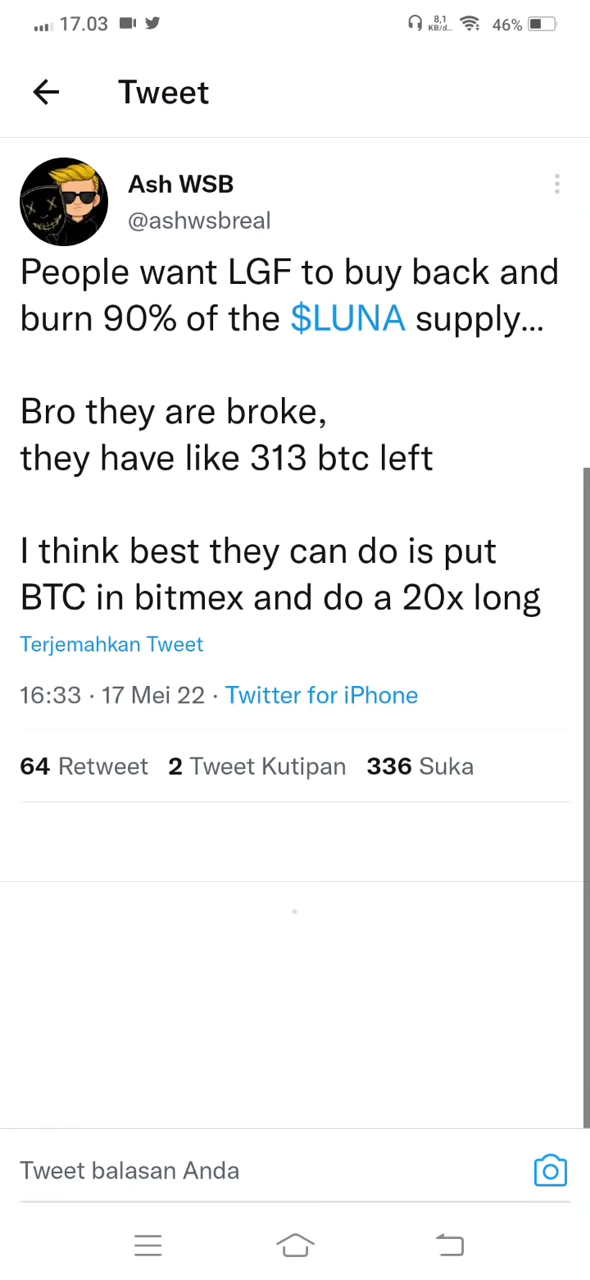 17.03 8,1 KB/d... 46%
Tweet
Ash WSB
@ashwsbreal
People want LGF to buy back and
burn 90% of the $LUNA supply...
Bro they are broke,
they have like 313 btc left
I think best they can do is put
BTC in bitmex and do a 20x long
Terjemahkan Tweet
16:33 · 17 Mei 22 · Twitter for iPhone
64 Retweet 2 Tweet Kutipan 336 Suka
Tweet balasan Anda